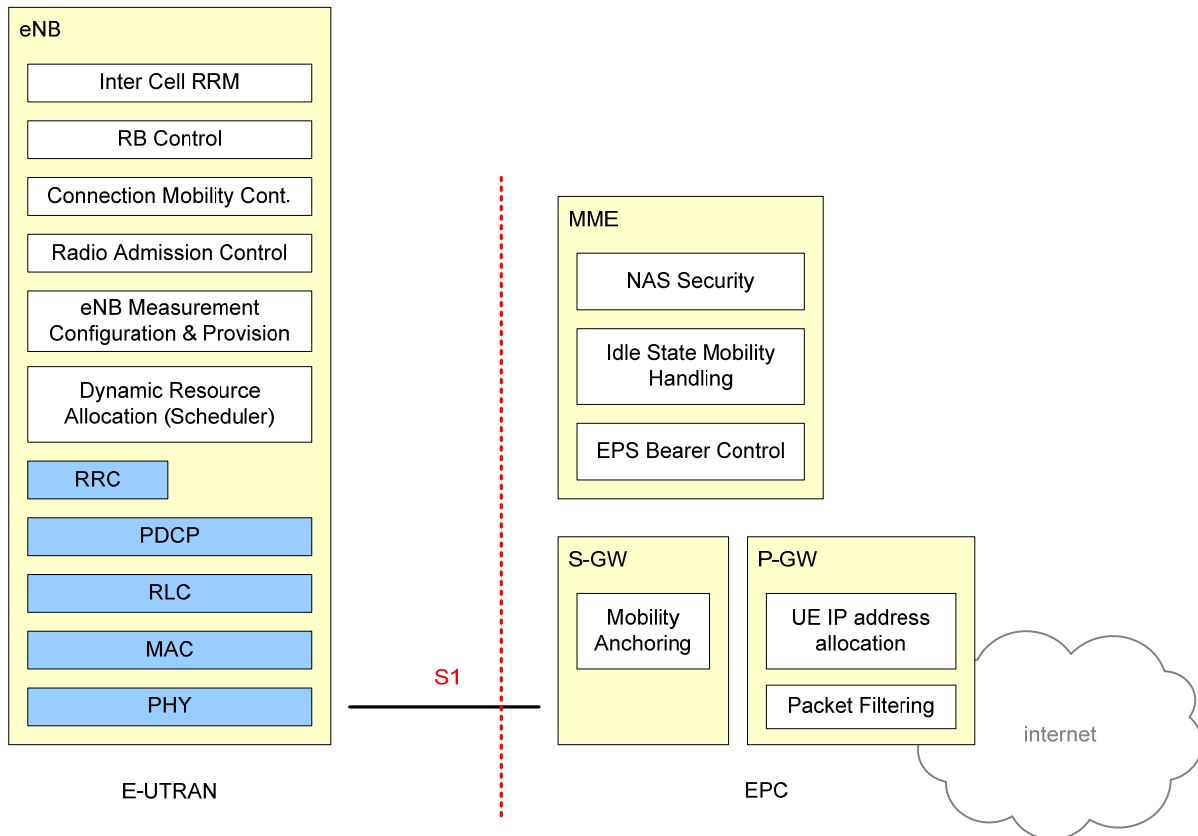 eNB
Inter Cell RRM
RB Control
Connection Mobility Cont.
Radio Admission Control
eNB Measurement
Configuration & Provision
Dynamic Resource
Allocation (Scheduler)
RRC
PDCP
RLC
MAC
PHY
E-UTRAN
S1
MME
NAS Security
Idle State Mobility
Handling
EPS Bearer Control
S-GW
Mobility
Anchoring
P-GW
UE IP address
allocation
Packet Filtering
internet
EPC